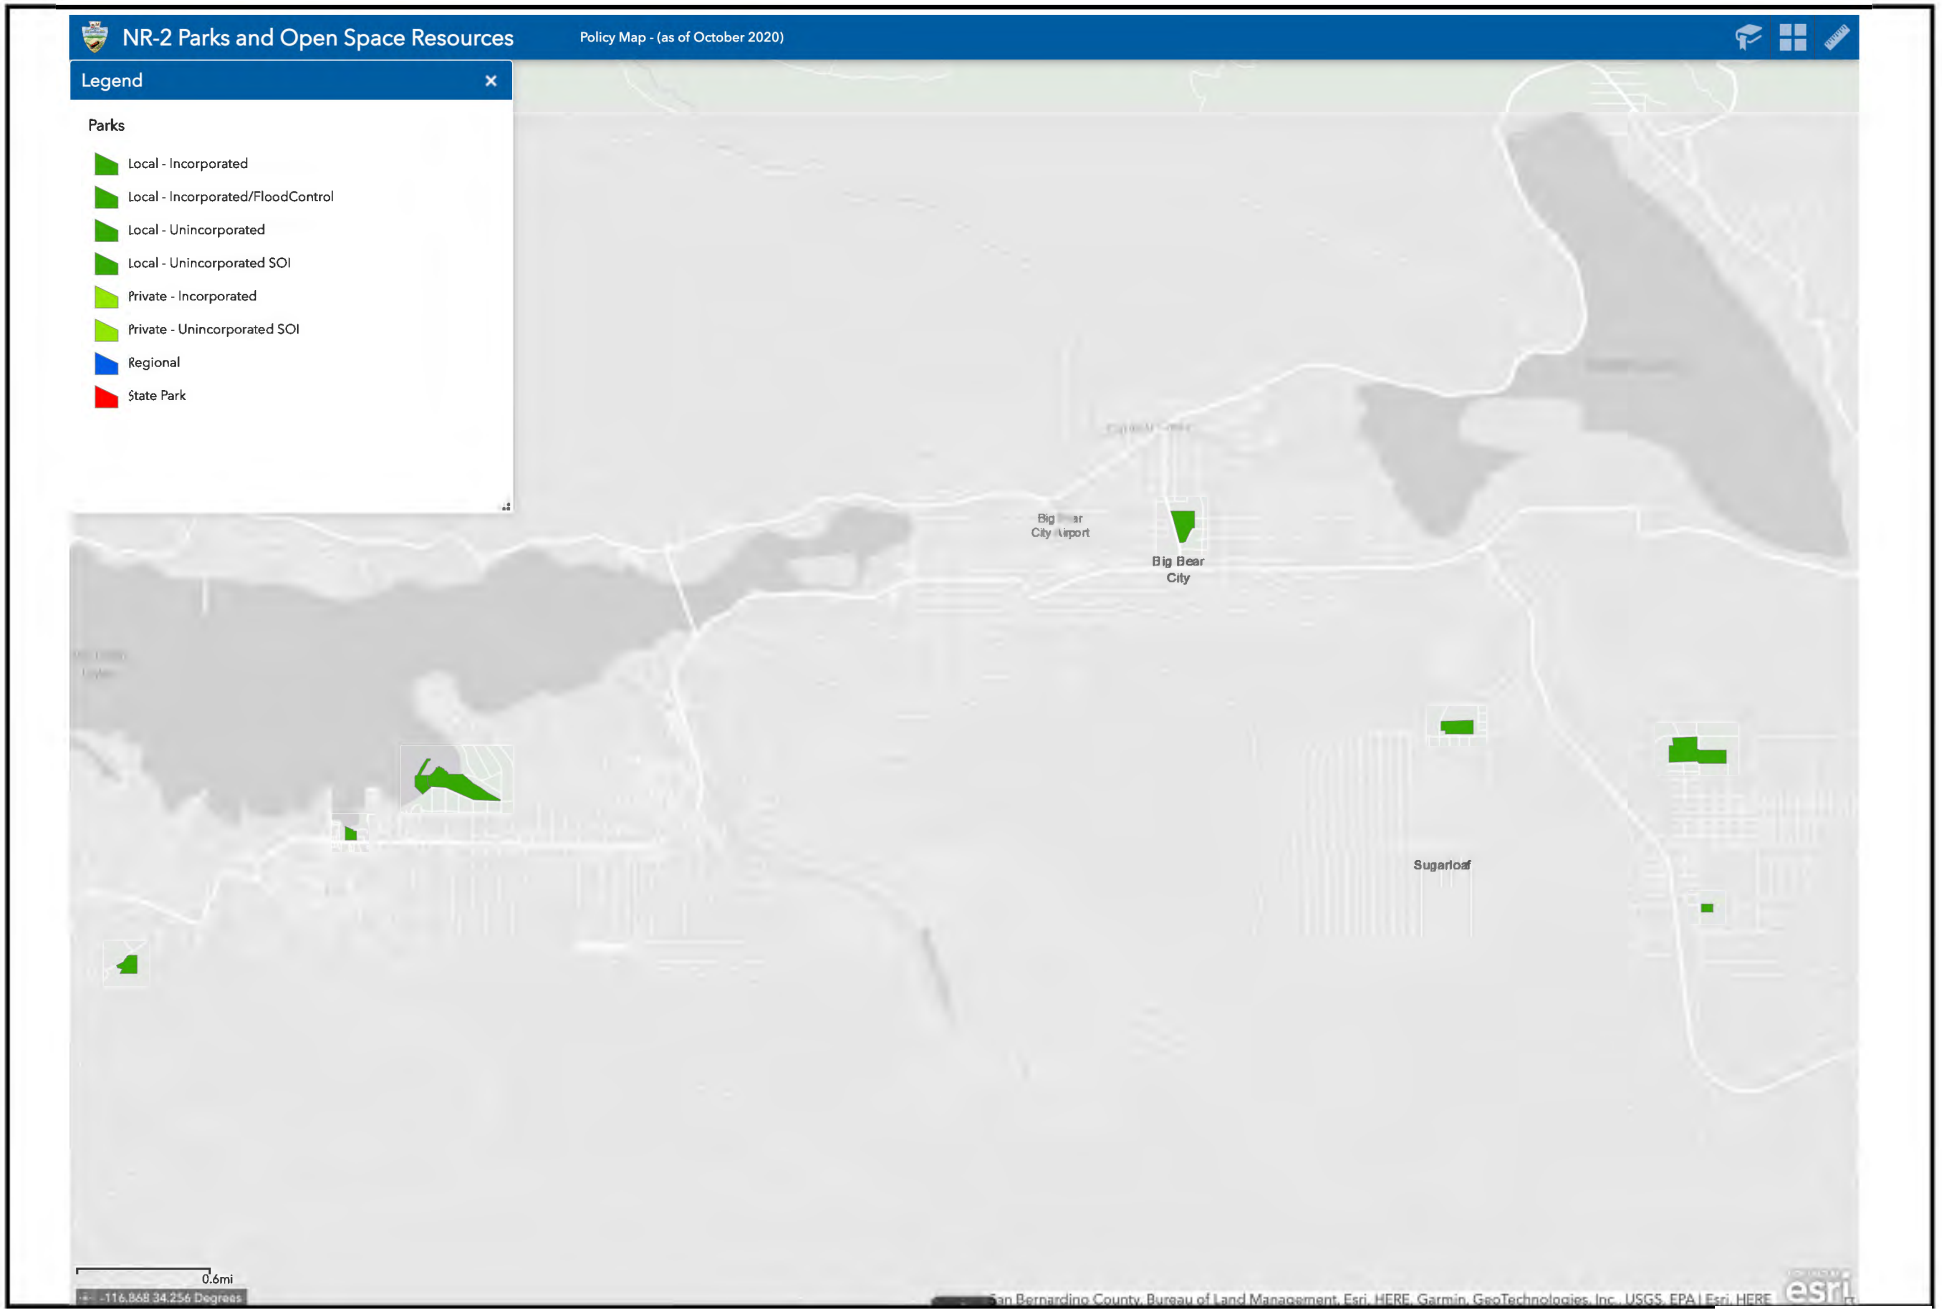 NR-2 Parks and Open Space Resources
Policy Map - (as of October 2020)
Legend
Parks
Local - Incorporated
Local - Incorporated/FloodControl
Local - Unincorporated
Local - Unincorporated SOI
Private - Incorporated
Private - Unincorporated SOI
Regional
State Park
City Airport
Big Bear
City
Sugarloaf
0.6mi
-116.868 34.256 Degrees
San Bernardino County, Bureau of Land Management, Esri, HERE, Garmin, GeoTechnologies, Inc., USGS, EPA | Esri, HERE
esri